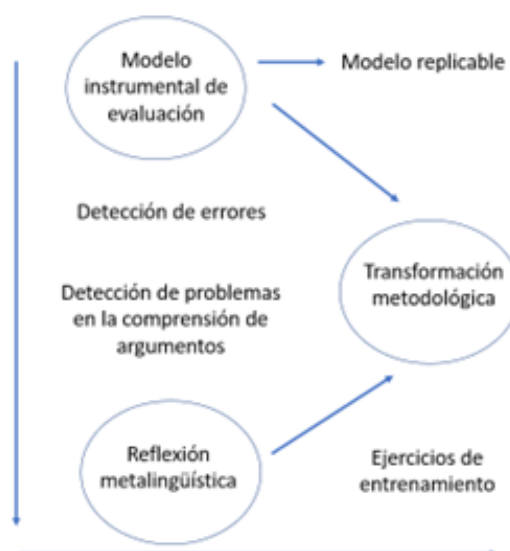 Modelo
instrumental de
evaluación
Modelo replicable
Detección de errores
Detección de problemas
en la comprensión de
argumentos
Transformación
metodológica
Reflexión
metalingüística
Ejercicios de
entrenamiento